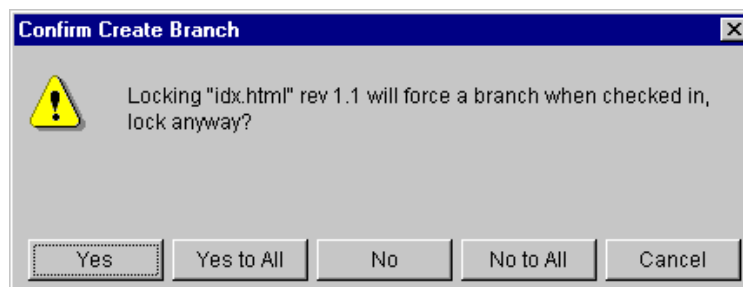 Confirm Create Branch
Locking "idx.html" rev 1.1 will force a branch when checked in,
lock anyway?
Yes Yes to All No No to All Cancel